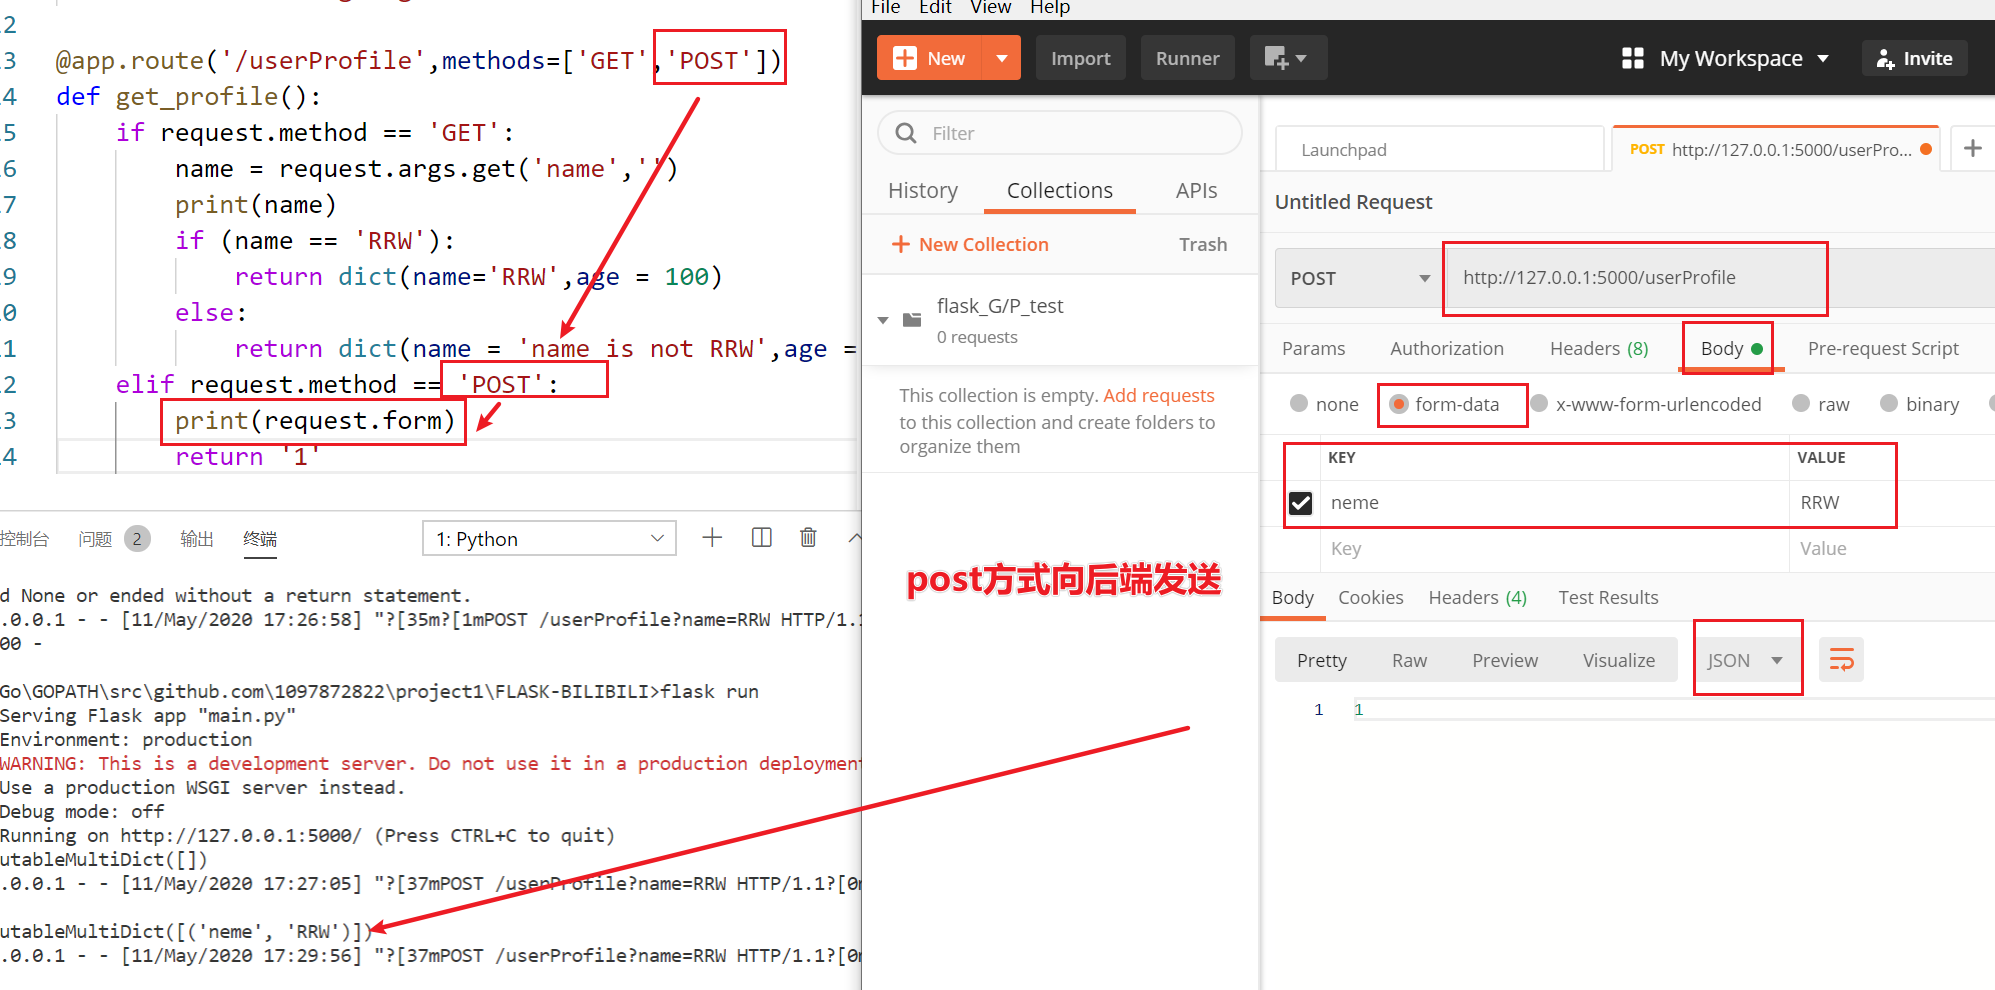 2
3 @app.route('/userProfile',methods=['GET','POST'])
4 def get_profile():
5 if request.method == 'GET':
6 name = request.args.get('name','')
7 print(name)
8 if (name == 'RRW'):
9 return dict(name='RRW',age = 100)
0 else:
1 return dict(name = 'name is not RRW',age =
2 elif request.method == 'POST':
3 print(request.form)
4 return '1'
控制台 问题 2 输出 终端 1: Python
d None or ended without a return statement.
.0.0.1 - - [11/May/2020 17:26:58] "?[35m?[1mPOST /userProfile?name=RRW HTTP/1.1
00 -
Go\GOPATH\src\github.com\1097872822\project1\FLASK-BILIBILI>flask run
Serving Flask app "main.py"
Environment: production
WARNING: This is a development server. Do not use it in a production deployment
Use a production WSGI server instead.
Debug mode: off
Running on http://127.0.0.1:5000/ (Press CTRL+C to quit)
utableMultiDict([])
.0.0.1 - - [11/May/2020 17:27:05] "?[37mPOST /userProfile?name=RRW HTTP/1.1?[0m
utableMultiDict([('neme', 'RRW')])
.0.0.1 - - [11/May/2020 17:29:56] "?[37mPOST /userProfile?name=RRW HTTP/1.1?[0m
File Edit View Help
New Import Runner My Workspace Invite
Filter
History Collections APIs
+ New Collection Trash
flask_G/P_test
0 requests
This collection is empty. Add requests
to this collection and create folders to
organize them
post方式向后端发送
Launchpad POST http://127.0.0.1:5000/userPro...
Untitled Request
POST http://127.0.0.1:5000/userProfile
Params Authorization Headers (8) Body Pre-request Script
none form-data x-www-form-urlencoded raw binary
KEY VALUE
neme RRW
Key Value
Body Cookies Headers (4) Test Results
Pretty Raw Preview Visualize JSON
1 1